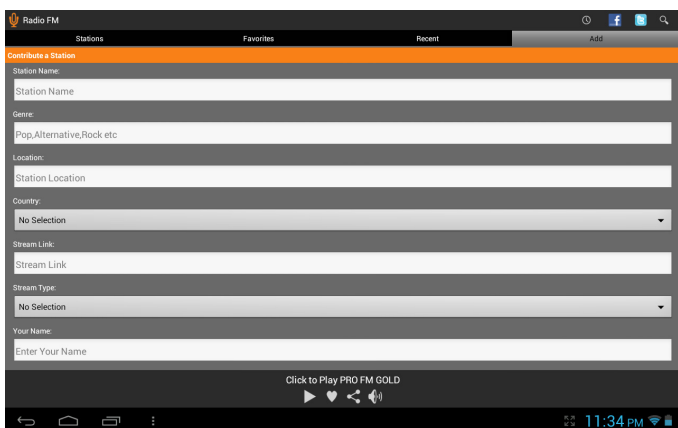 Radio FM
Stations Favorites Recent Add
Contribute a Station
Station Name:
Station Name
Genre:
Pop,Alternative,Rock etc
Location:
Station Location
Country:
No Selection
Stream Link:
Stream Link
Stream Type:
No Selection
Your Name:
Enter Your Name
Click to Play PRO FM GOLD
11:34 PM